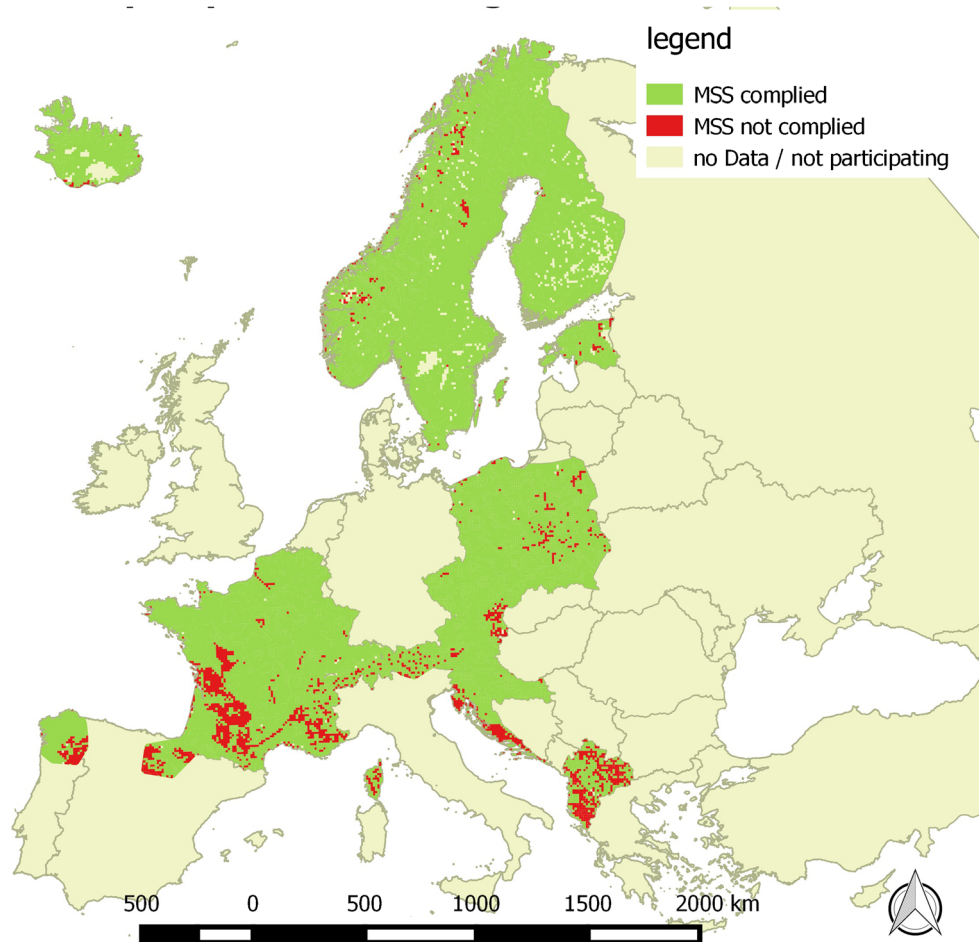 legend
MSS complied
MSS not complied
no Data / not participating
500 0 500 1000 1500 2000 km